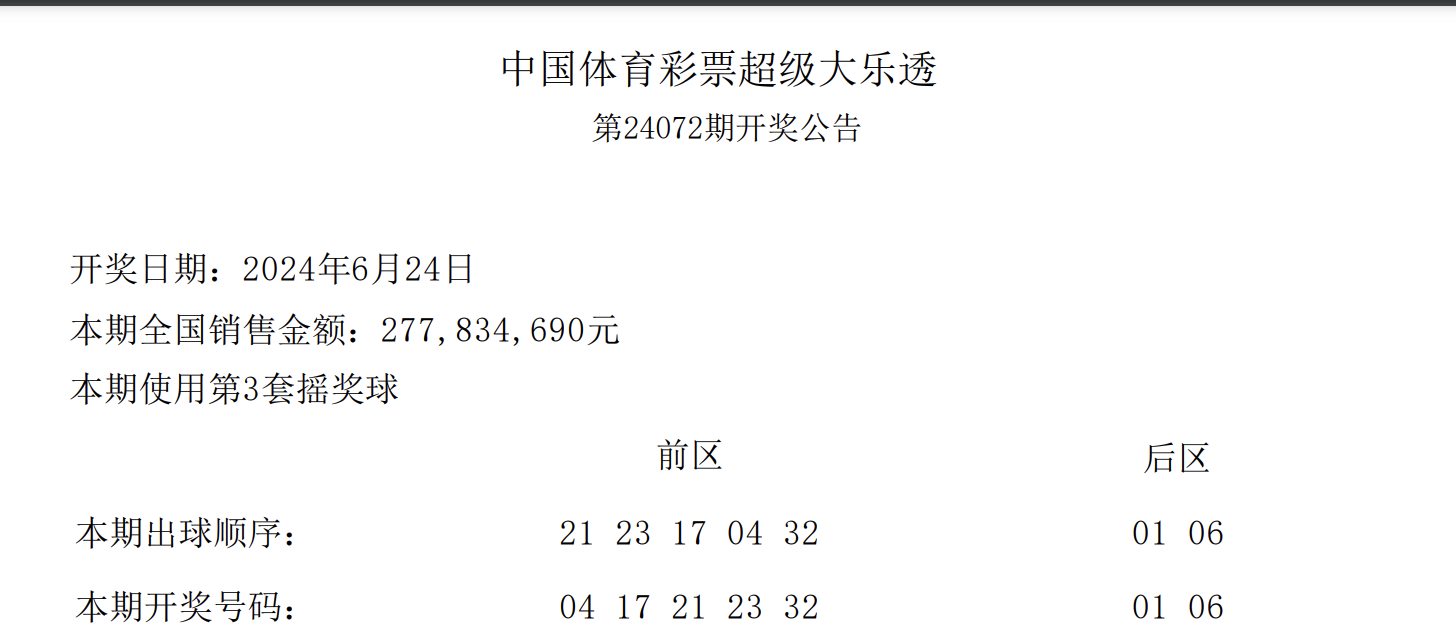 中国体育彩票超级大乐透
第24072期开奖公告
开奖日期：2024年6月24日
本期全国销售金额：277,834,690元
本期使用第3套摇奖球
前区 后区
本期出球顺序： 21 23 17 04 32 01 06
本期开奖号码： 04 17 21 23 32 01 06